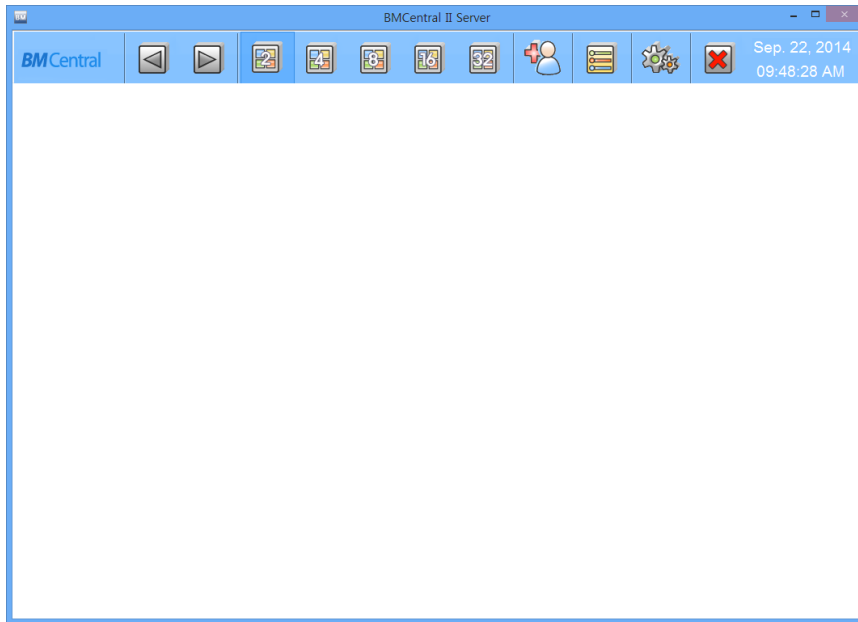 BMCentral II Server
BMCentral
2
4
8
16
32
Sep. 22, 2014
09:48:28 AM